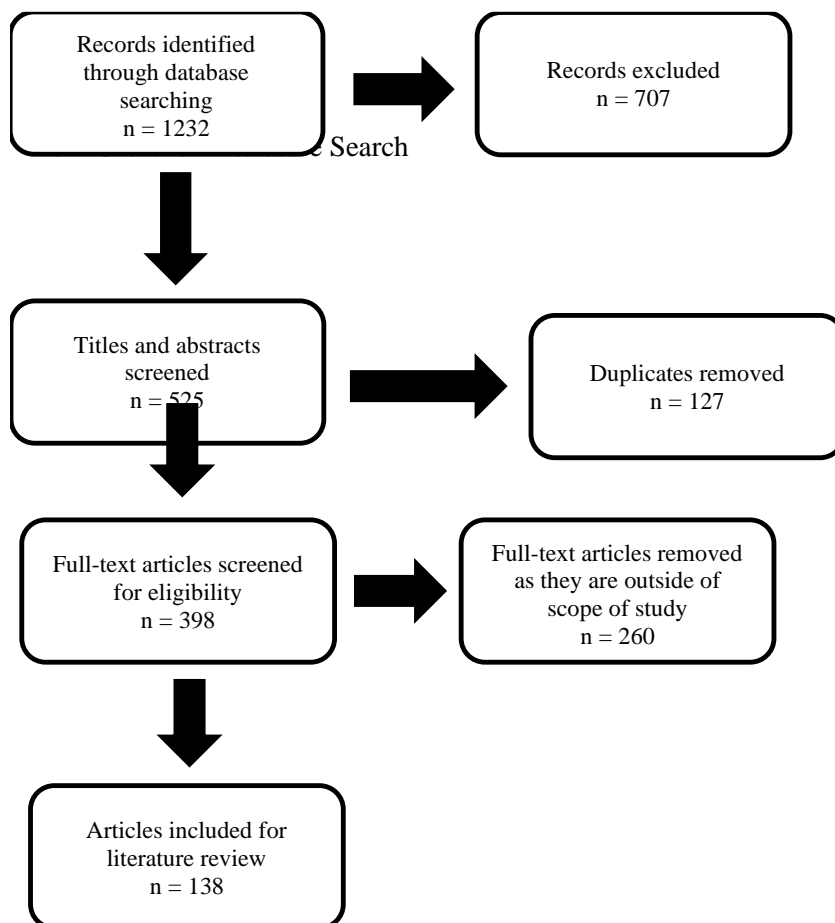 Records identified
through database
searching
n = 1232
Records excluded
n = 707
Search
Titles and abstracts
screened
n = 525
Duplicates removed
n = 127
Full-text articles screened
for eligibility
n = 398
Full-text articles removed
as they are outside of
scope of study
n = 260
Articles included for
literature review
n = 138